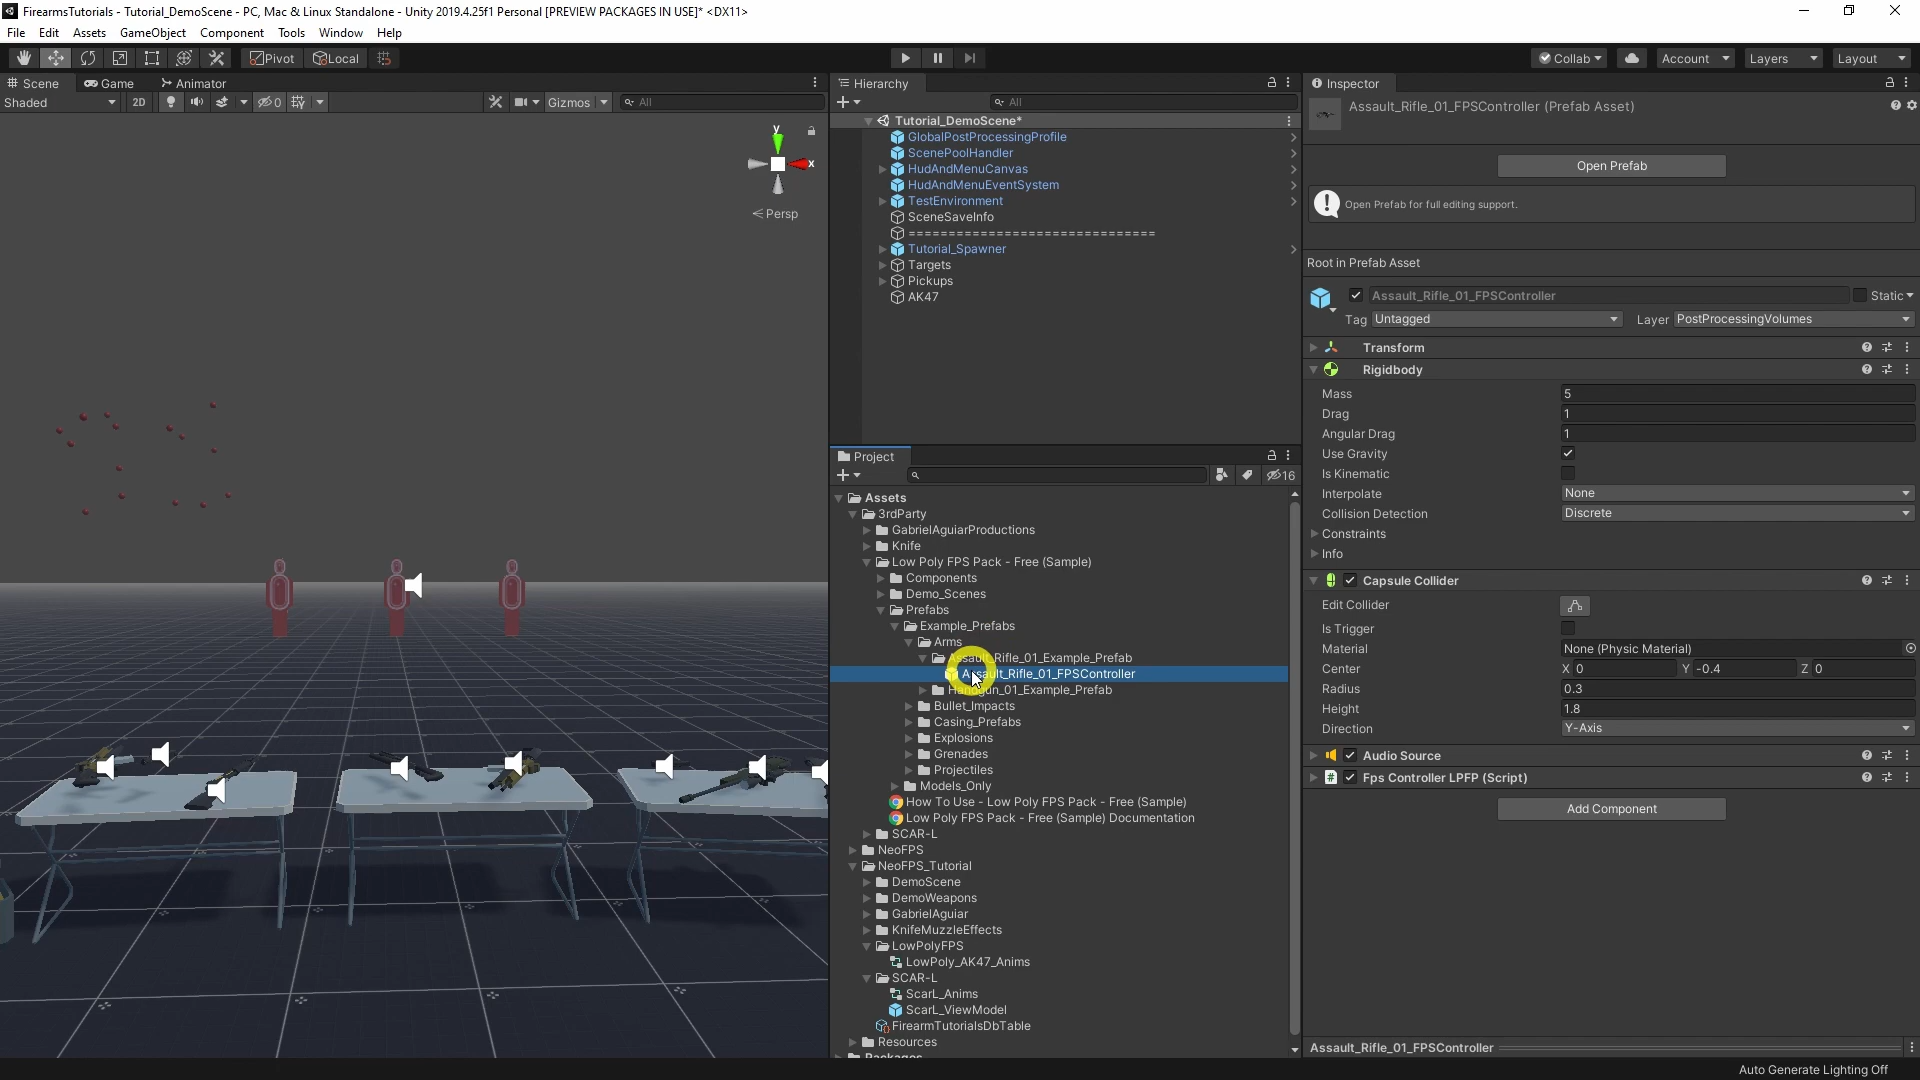 FirearmsTutorials - Tutorial_DemoScene - PC, Mac & Linux Standalone - Unity 2019.4.25f1 Personal [PREVIEW PACKAGES IN USE]* <DX11>
File Edit Assets GameObject Component Tools Window Help
Pivot Local Collab Account Layers Layout
Scene Game Animator
Shaded 2D 0 Gizmos All
y
x
Persp
Hierarchy
All
Tutorial_DemoScene*
GlobalPostProcessingProfile
ScenePoolHandler
HudAndMenuCanvas
HudAndMenuEventSystem
TestEnvironment
SceneSaveInfo
===============================
Tutorial_Spawner
Targets
Pickups
AK47
Project
16
Assets
3rdParty
GabrielAguiarProductions
Knife
Low Poly FPS Pack - Free (Sample)
Components
Demo_Scenes
Prefabs
Example_Prefabs
Arms
Assault_Rifle_01_Example_Prefab
Assault_Rifle_01_FPSController
Handgun_01_Example_Prefab
Bullet_Impacts
Casing_Prefabs
Explosions
Grenades
Projectiles
Models_Only
How To Use - Low Poly FPS Pack - Free (Sample)
Low Poly FPS Pack - Free (Sample) Documentation
SCAR-L
NeoFPS
NeoFPS_Tutorial
DemoScene
DemoWeapons
GabrielAguiar
KnifeMuzzleEffects
LowPolyFPS
LowPoly_AK47_Anims
SCAR-L
ScarL_Anims
ScarL_ViewModel
FirearmTutorialsDbTable
Resources
Packages
Inspector
Assault_Rifle_01_FPSController (Prefab Asset)
Open Prefab
Open Prefab for full editing support.
Root in Prefab Asset
Assault_Rifle_01_FPSController Static
Tag Untagged Layer PostProcessingVolumes
Transform
Rigidbody
Mass 5
Drag 1
Angular Drag 1
Use Gravity
Is Kinematic
Interpolate None
Collision Detection Discrete
Constraints
Info
Capsule Collider
Edit Collider
Is Trigger
Material None (Physic Material)
Center X 0 Y -0.4 Z 0
Radius 0.3
Height 1.8
Direction Y-Axis
Audio Source
Fps Controller LPFP (Script)
Add Component
Assault_Rifle_01_FPSController
Auto Generate Lighting Off